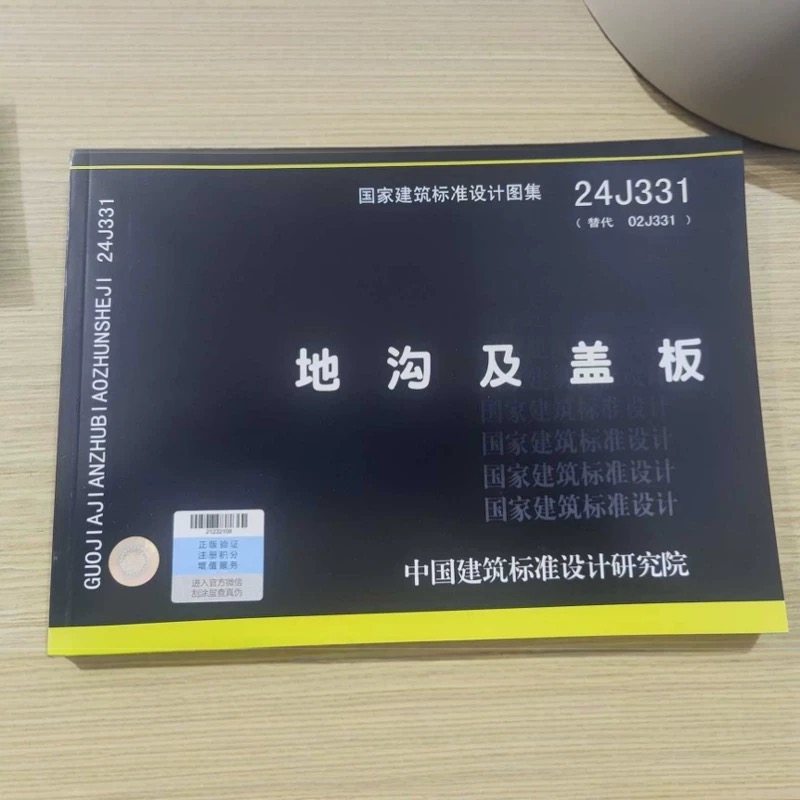 国家建筑标准设计图集 24J331
（替代 02J331）
GUOJIAJIANZHUBIAOZHUNSHEJI 24J331
地沟及盖板
国家建筑标准设计
国家建筑标准设计
国家建筑标准设计
国家建筑标准设计
正版验证
注册积分
增值服务
进入官方微信
刮涂层查真伪
中国建筑标准设计研究院